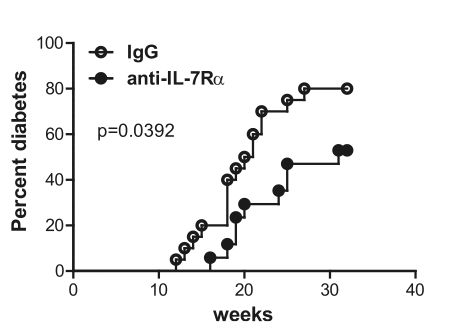 100
IgG
anti-IL-7Rα
80
p=0.0392
60
40
20
0
Percent diabetes
0 10 20 30 40
weeks